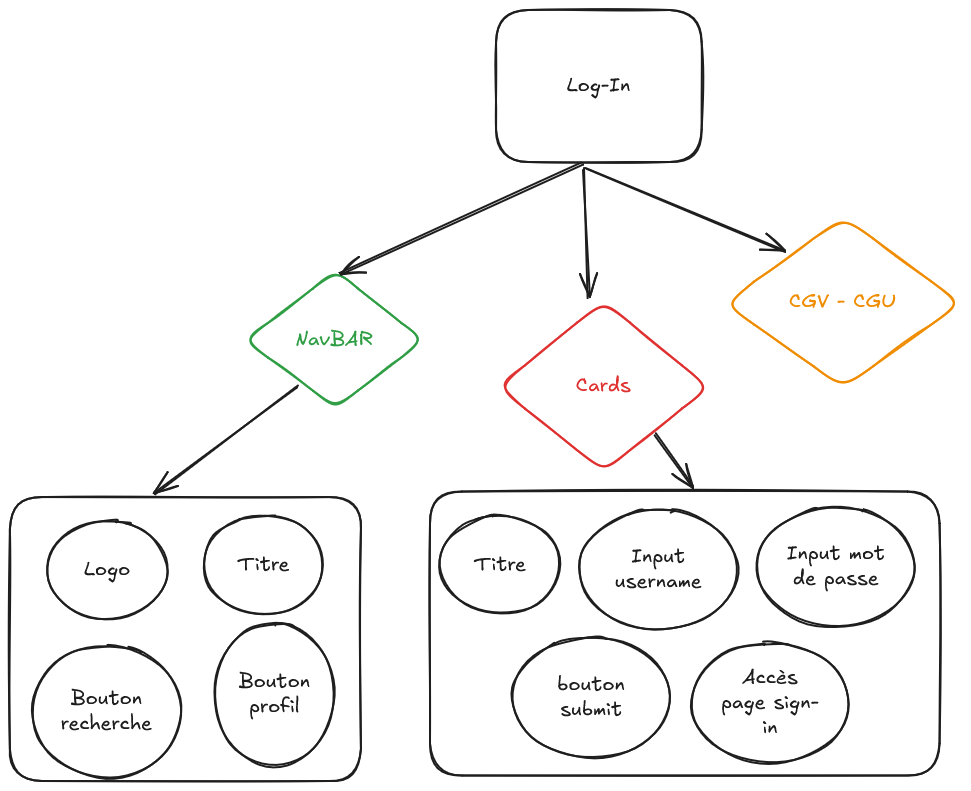 Log-In
NavBAR
Cards
CGV - CGU
Logo
Titre
Bouton
recherche
Bouton
profil
Titre
Input
username
Input mot
de passe
bouton
submit
Accès
page sign-
in